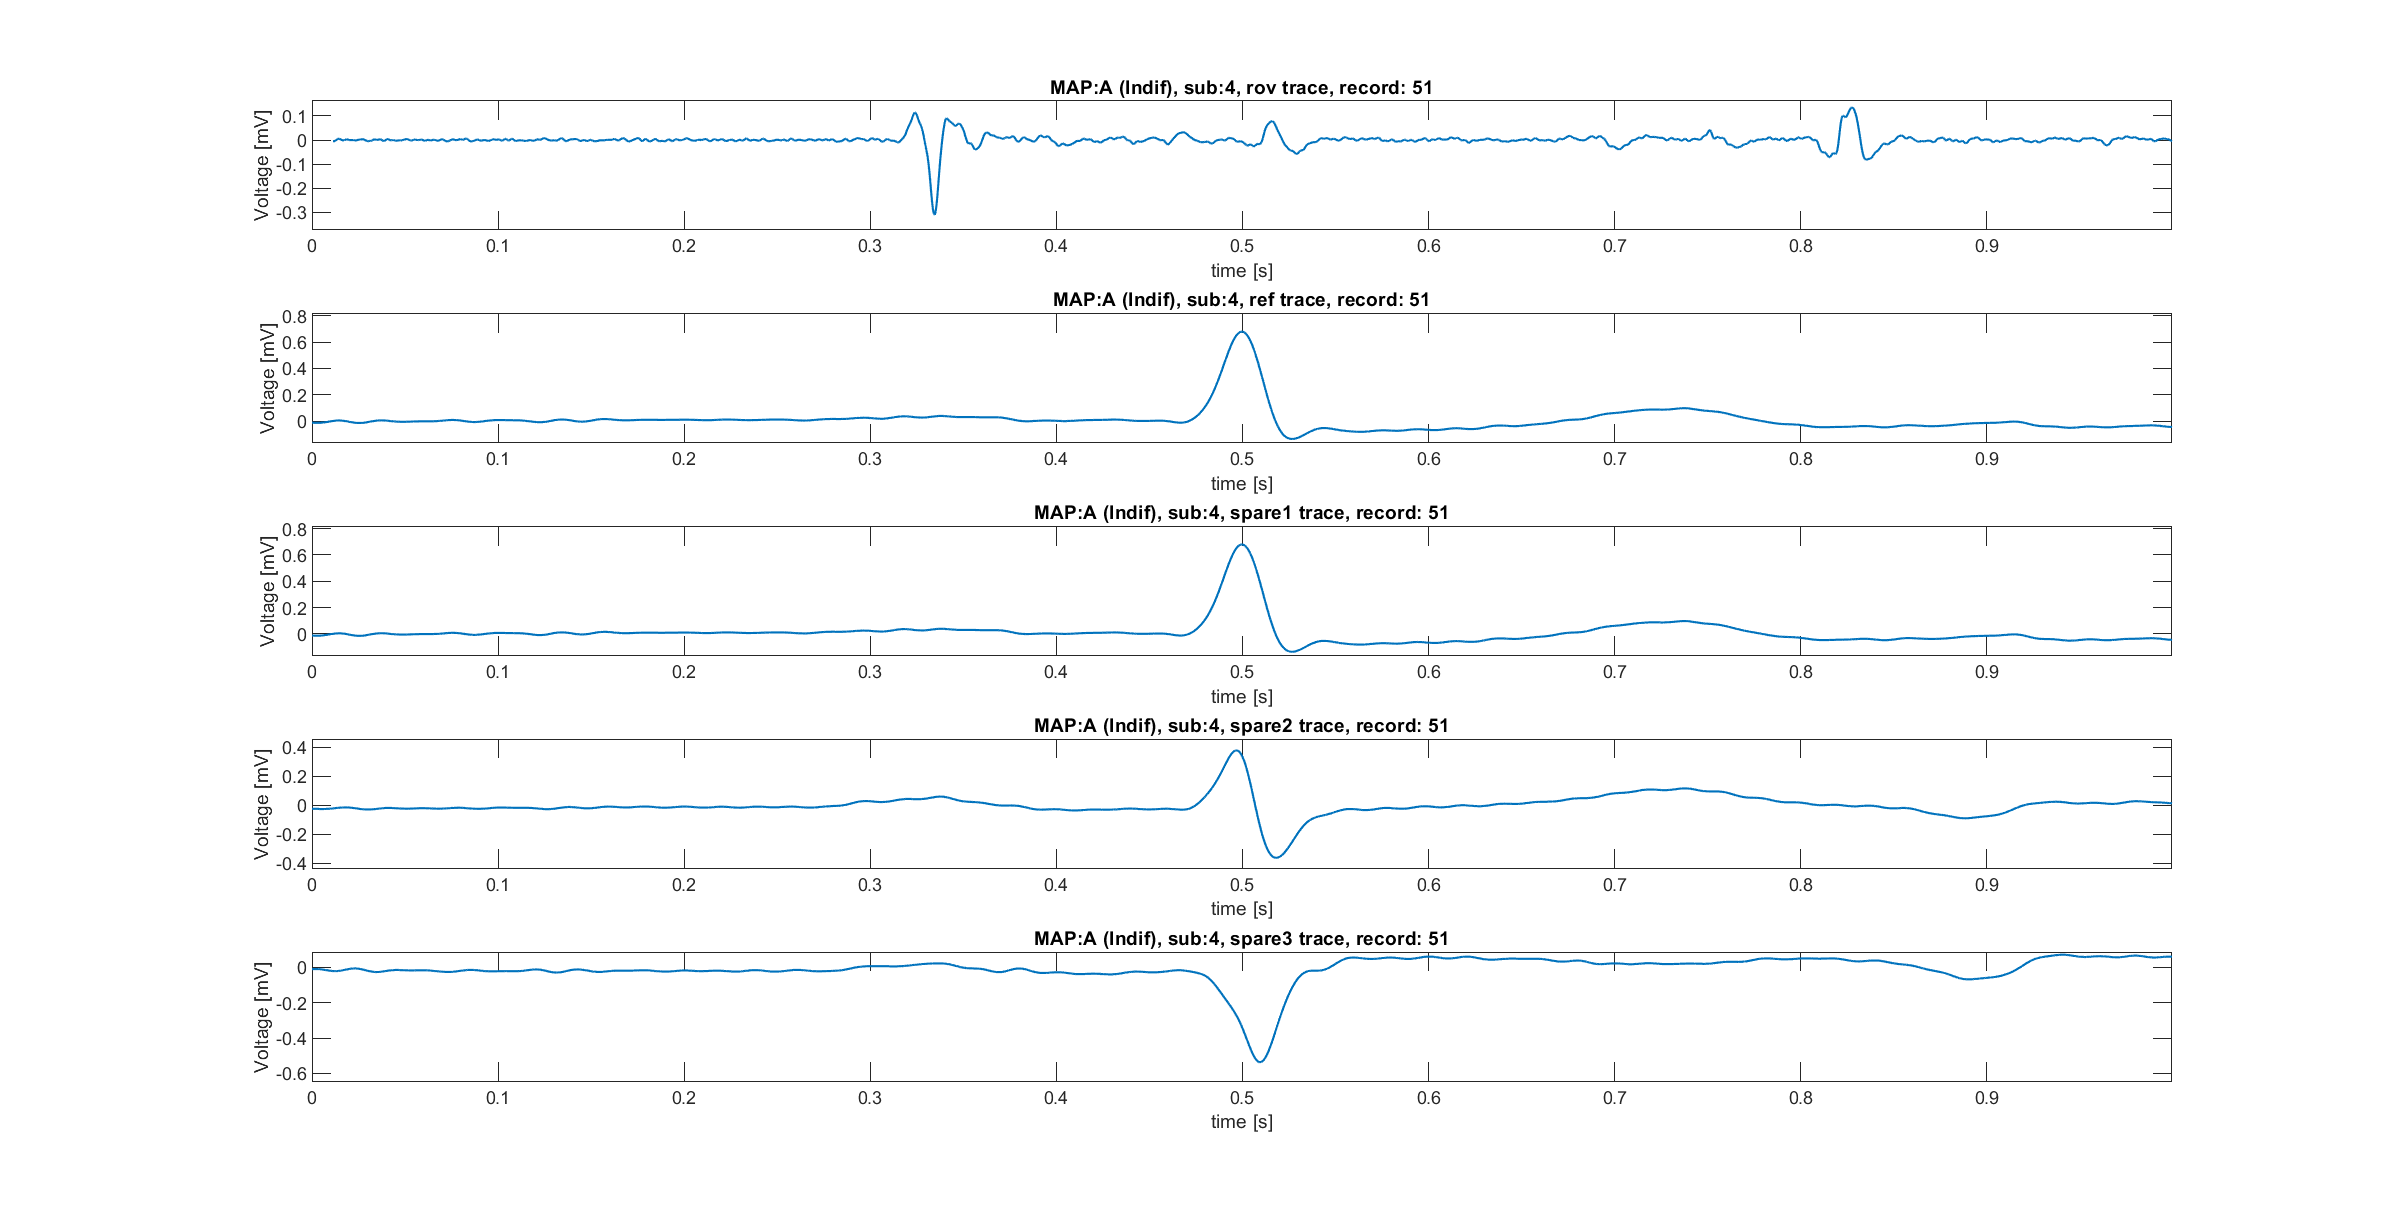 MAP:A (Indif), sub:4, rov trace, record: 51
Voltage [mV]
0.1
0
-0.1
-0.2
-0.3
0 0.1 0.2 0.3 0.4 0.5 0.6 0.7 0.8 0.9
time [s]
MAP:A (Indif), sub:4, ref trace, record: 51
Voltage [mV]
0.8
0.6
0.4
0.2
0
0 0.1 0.2 0.3 0.4 0.5 0.6 0.7 0.8 0.9
time [s]
MAP:A (Indif), sub:4, spare1 trace, record: 51
Voltage [mV]
0.8
0.6
0.4
0.2
0
0 0.1 0.2 0.3 0.4 0.5 0.6 0.7 0.8 0.9
time [s]
MAP:A (Indif), sub:4, spare2 trace, record: 51
Voltage [mV]
0.4
0.2
0
-0.2
-0.4
0 0.1 0.2 0.3 0.4 0.5 0.6 0.7 0.8 0.9
time [s]
MAP:A (Indif), sub:4, spare3 trace, record: 51
Voltage [mV]
0
-0.2
-0.4
-0.6
0 0.1 0.2 0.3 0.4 0.5 0.6 0.7 0.8 0.9
time [s]